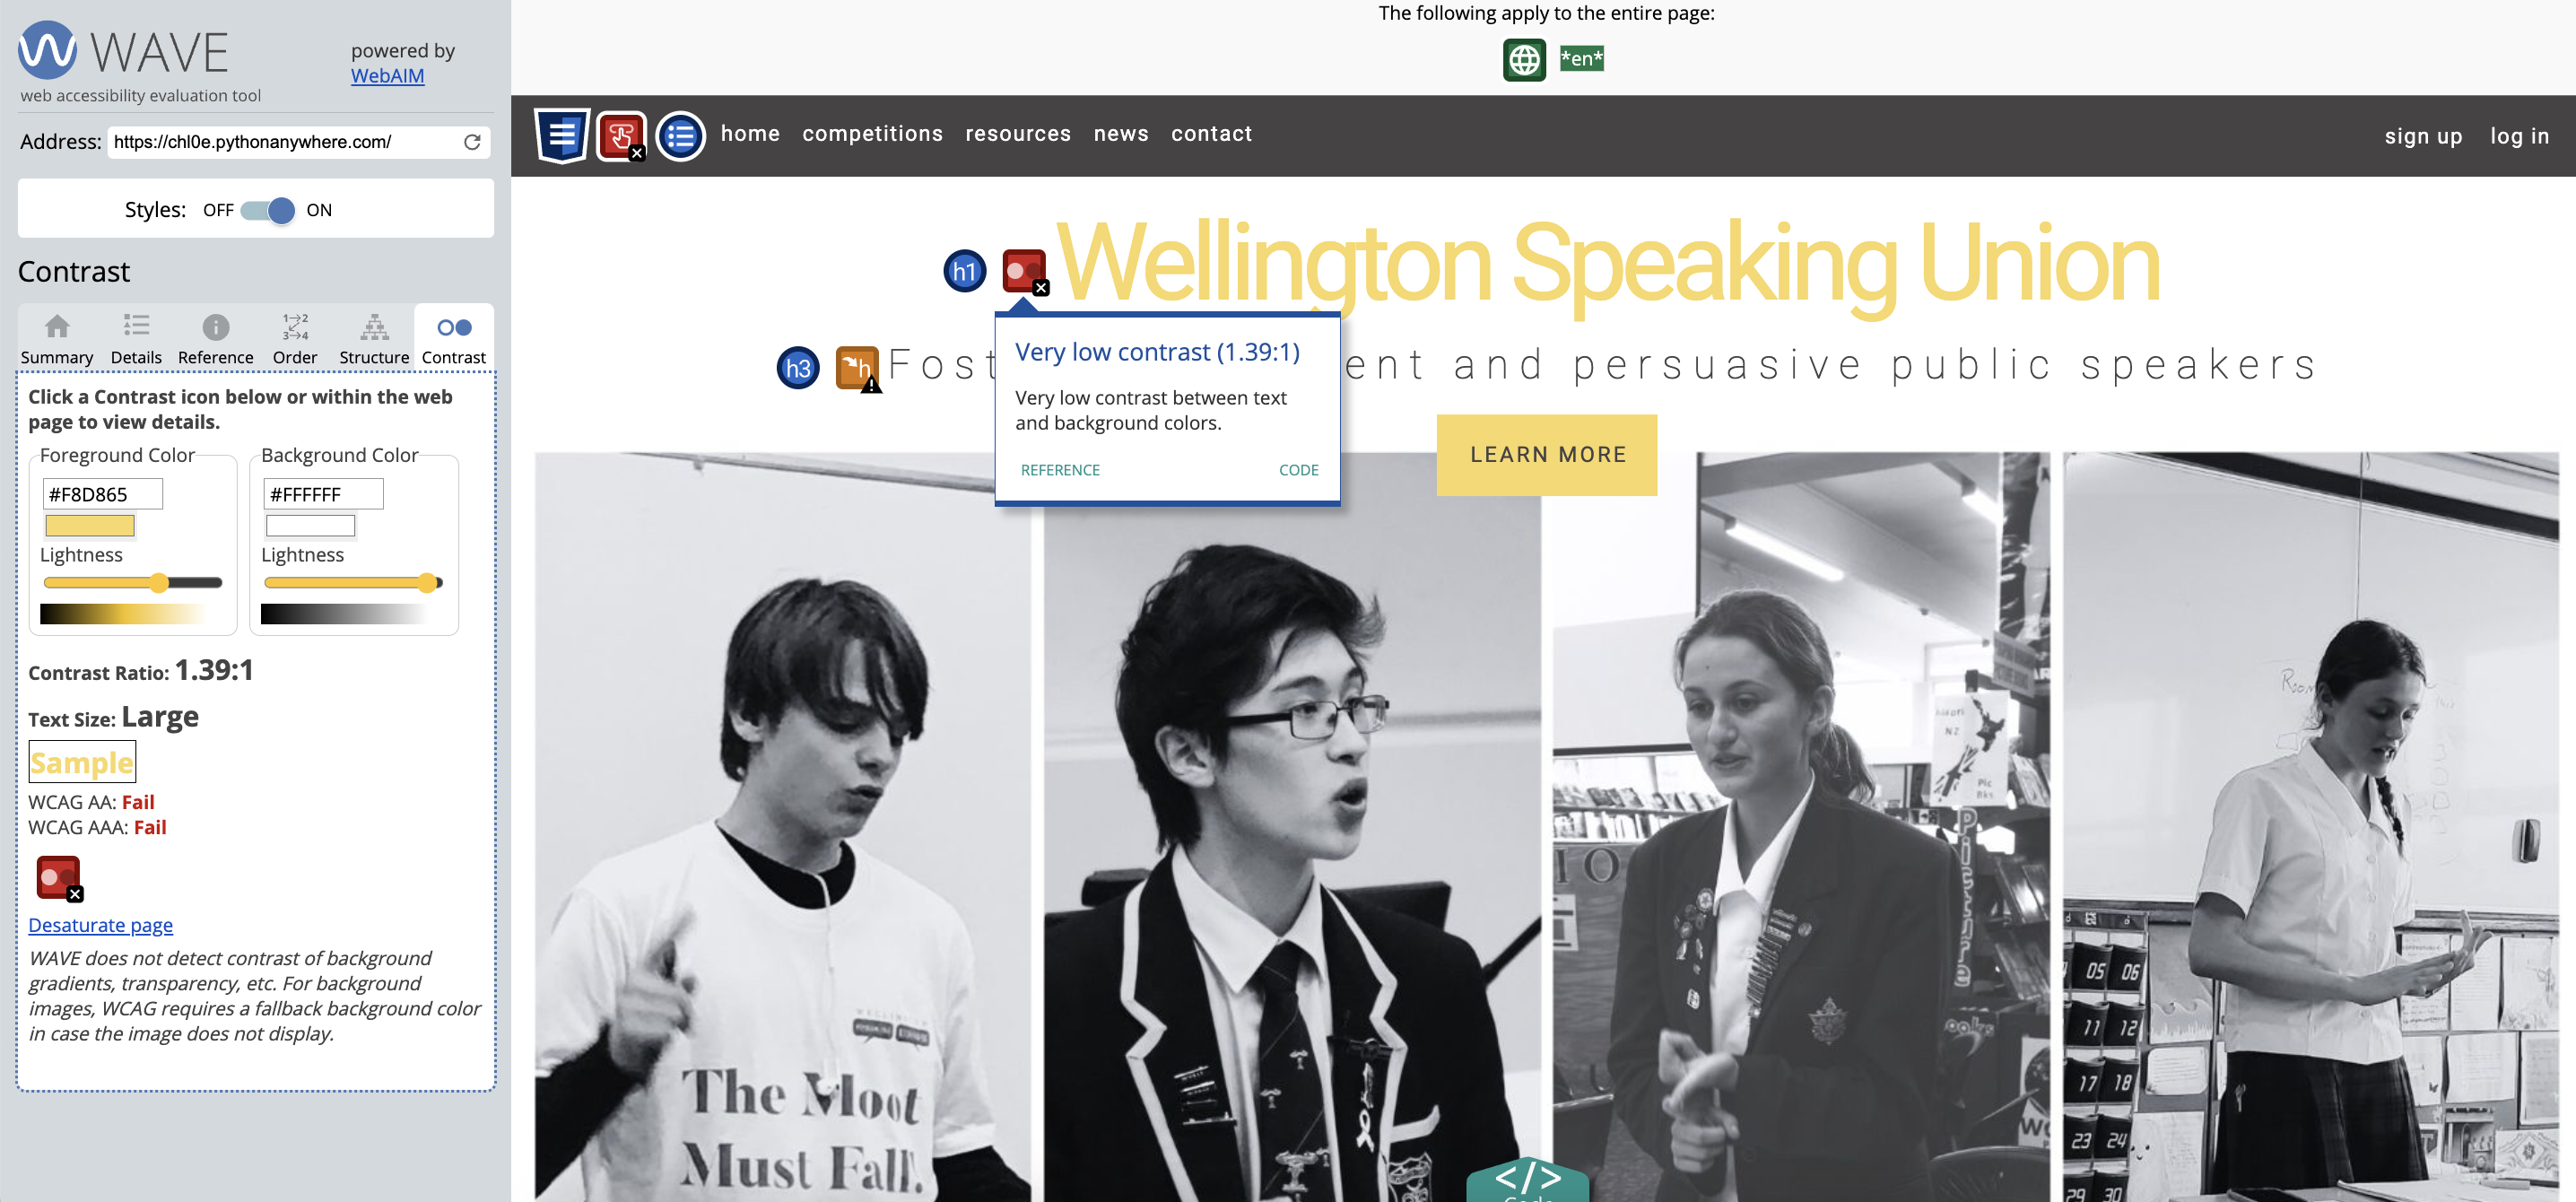 WAVE
powered by
WebAIM
web accessibility evaluation tool
Address: https://chl0e.pythonanywhere.com/
Styles: OFF ON
Contrast
Summary Details Reference Order Structure Contrast
Click a Contrast icon below or within the web
page to view details.
Foreground Color Background Color
#F8D865 #FFFFFF
Lightness Lightness
Contrast Ratio: 1.39:1
Text Size: Large
Sample
WCAG AA: Fail
WCAG AAA: Fail
Desaturate page
WAVE does not detect contrast of background
gradients, transparency, etc. For background
images, WCAG requires a fallback background color
in case the image does not display.
The following apply to the entire page:
*en*
home competitions resources news contact
sign up log in
h1 Wellington Speaking Union
h3 h Fost ent and persuasive public speakers
Very low contrast (1.39:1)
Very low contrast between text
and background colors.
REFERENCE CODE
LEARN MORE
The Moot
Must Fall.
NZ
Pic
Bks
Picture
05 06
11 12
17 18
23 24
29 30
</>